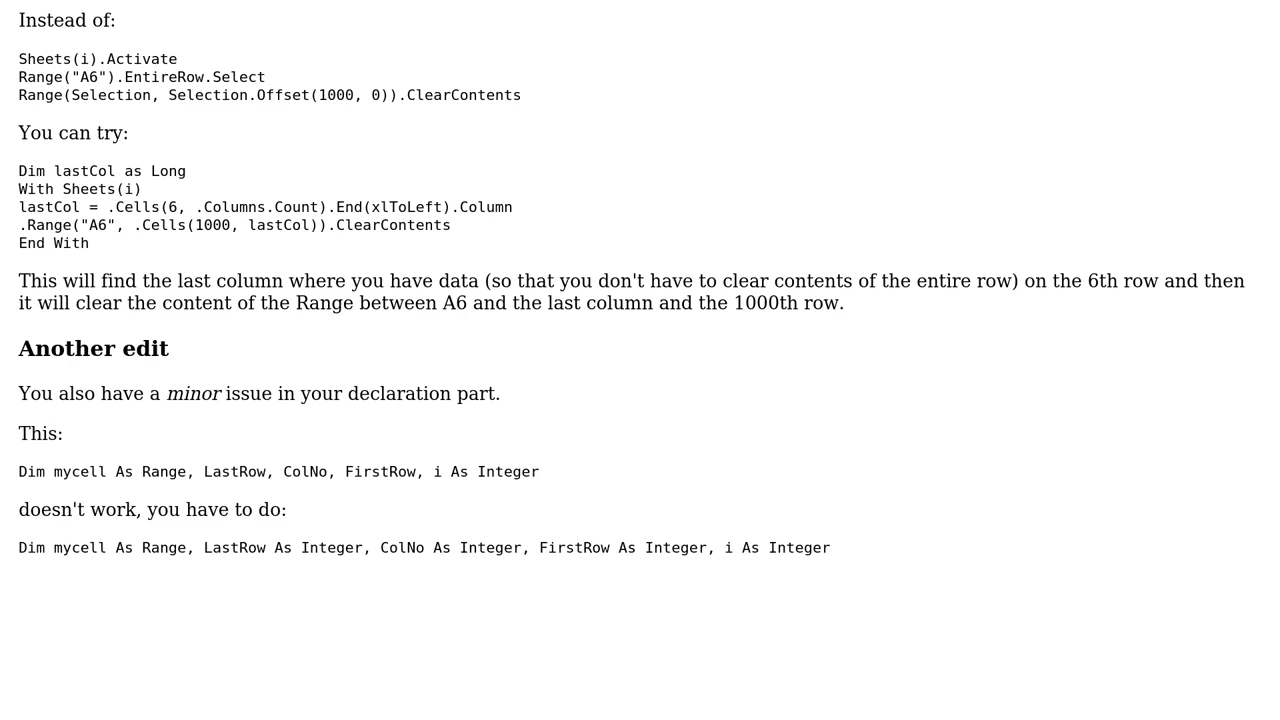 Instead of:
Sheets(i).Activate
Range("A6").EntireRow.Select
Range(Selection, Selection.Offset(1000, 0)).ClearContents
You can try:
Dim lastCol as Long
With Sheets(i)
lastCol = .Cells(6, .Columns.Count).End(xlToLeft).Column
.Range("A6", .Cells(1000, lastCol)).ClearContents
End With
This will find the last column where you have data (so that you don't have to clear contents of the entire row) on the 6th row and then
it will clear the content of the Range between A6 and the last column and the 1000th row.
Another edit
You also have a minor issue in your declaration part.
This:
Dim mycell As Range, LastRow, ColNo, FirstRow, i As Integer
doesn't work, you have to do:
Dim mycell As Range, LastRow As Integer, ColNo As Integer, FirstRow As Integer, i As Integer